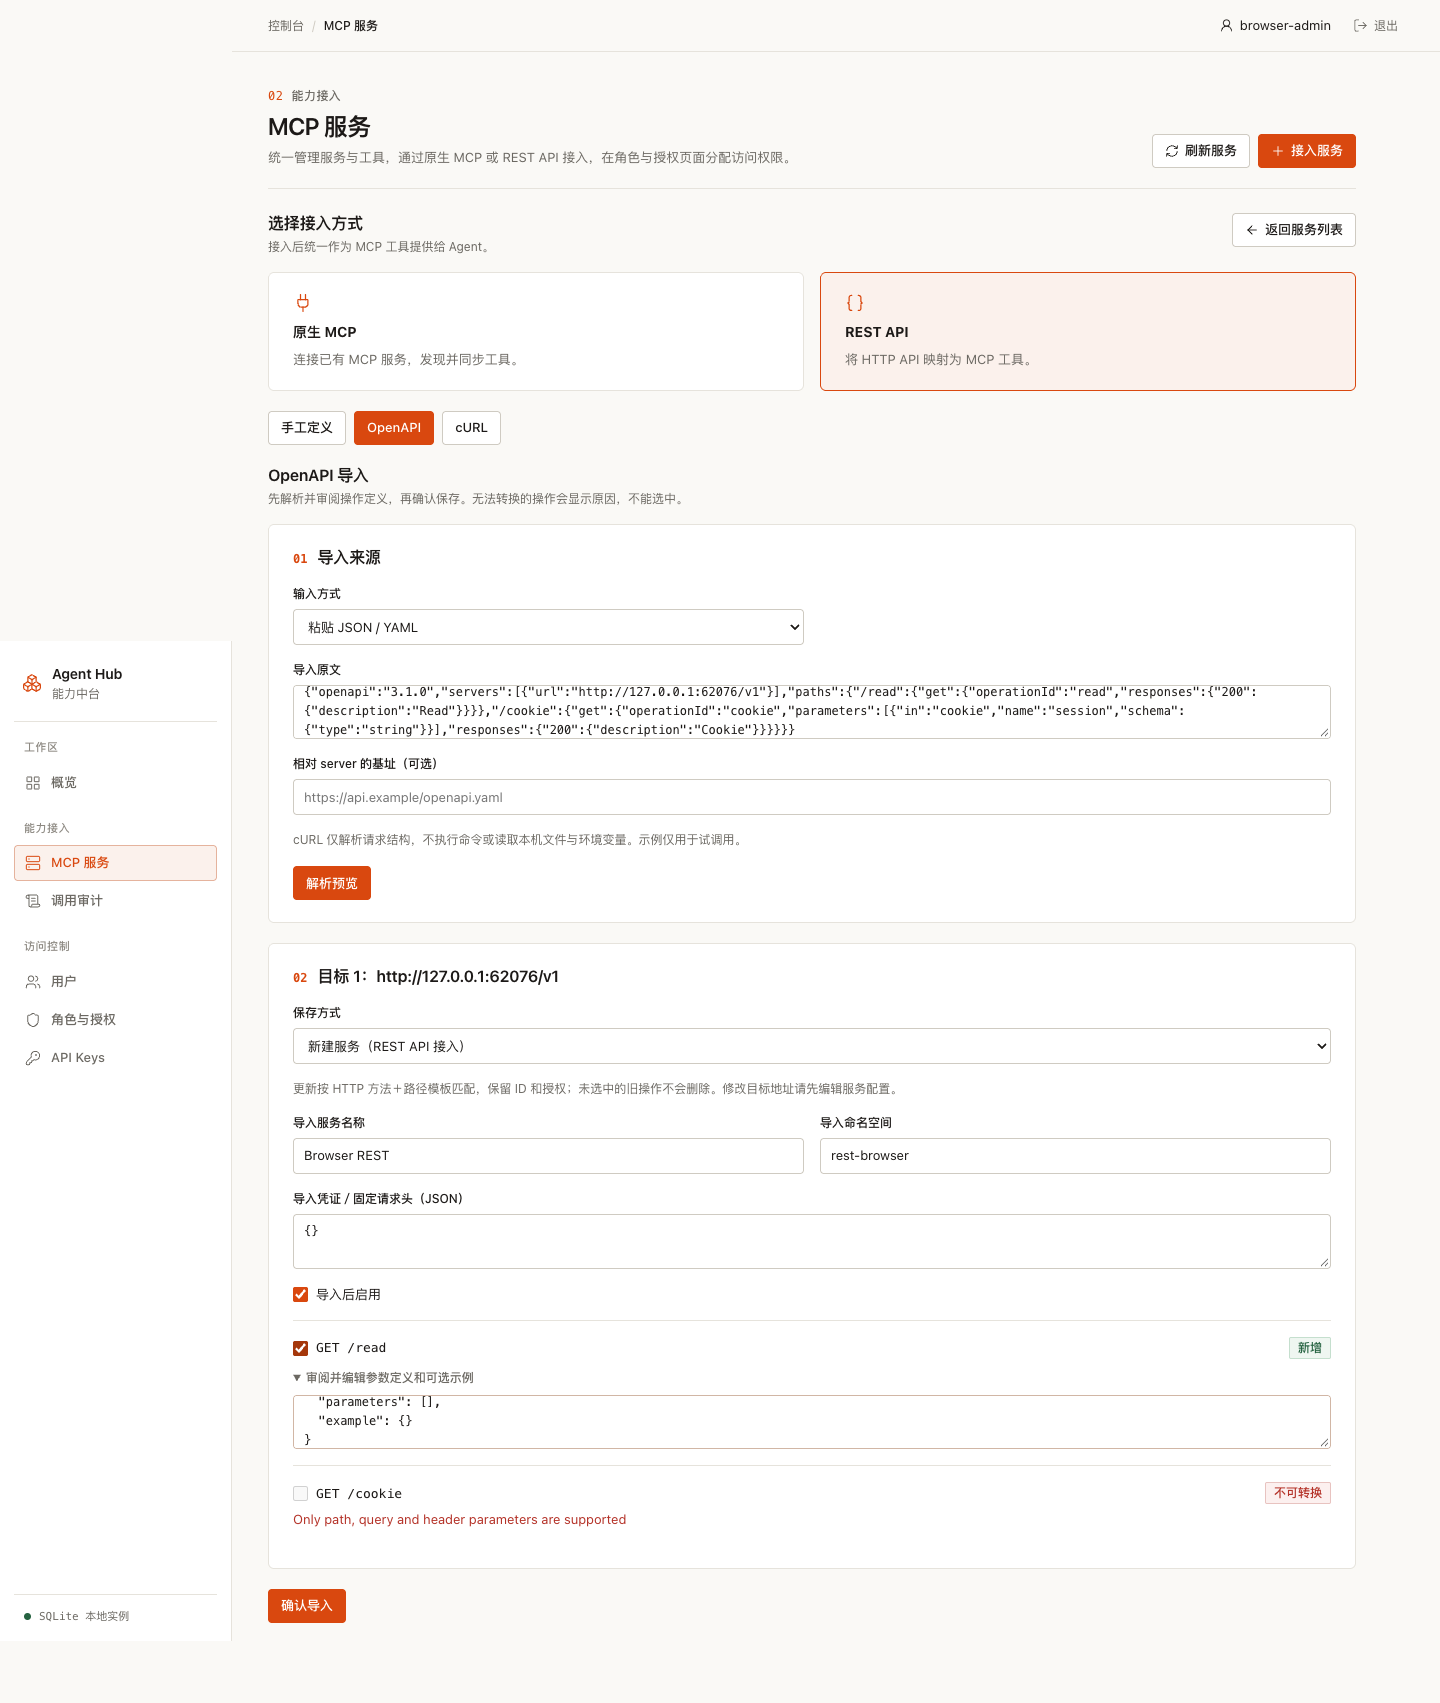 控制台 / MCP 服务
browser-admin
退出
02 能力接入
MCP 服务
统一管理服务与工具，通过原生 MCP 或 REST API 接入，在角色与授权页面分配访问权限。
刷新服务
接入服务
选择接入方式
接入后统一作为 MCP 工具提供给 Agent。
返回服务列表
原生 MCP
连接已有 MCP 服务，发现并同步工具。
{ }
REST API
将 HTTP API 映射为 MCP 工具。
手工定义
OpenAPI
cURL
OpenAPI 导入
先解析并审阅操作定义，再确认保存。无法转换的操作会显示原因，不能选中。
01 导入来源
输入方式
粘贴 JSON / YAML
导入原文
{"openapi":"3.1.0","servers":[{"url":"http://127.0.0.1:62076/v1"}],"paths":{"/read":{"get":{"operationId":"read","responses":{"200":
{"description":"Read"}}}},"/cookie":{"get":{"operationId":"cookie","parameters":[{"in":"cookie","name":"session","schema":
{"type":"string"}}],"responses":{"200":{"description":"Cookie"}}}}}}
相对 server 的基址（可选）
https://api.example/openapi.yaml
cURL 仅解析请求结构，不执行命令或读取本机文件与环境变量。示例仅用于试调用。
解析预览
02 目标 1：http://127.0.0.1:62076/v1
保存方式
新建服务（REST API 接入）
更新按 HTTP 方法＋路径模板匹配，保留 ID 和授权；未选中的旧操作不会删除。修改目标地址请先编辑服务配置。
导入服务名称
导入命名空间
Browser REST
rest-browser
导入凭证 / 固定请求头（JSON）
{}
导入后启用
GET /read
新增
▼ 审阅并编辑参数定义和可选示例
"parameters": [],
"example": {}
}
GET /cookie
不可转换
Only path, query and header parameters are supported
确认导入
Agent Hub
能力中台
工作区
概览
能力接入
MCP 服务
调用审计
访问控制
用户
角色与授权
API Keys
SQLite 本地实例